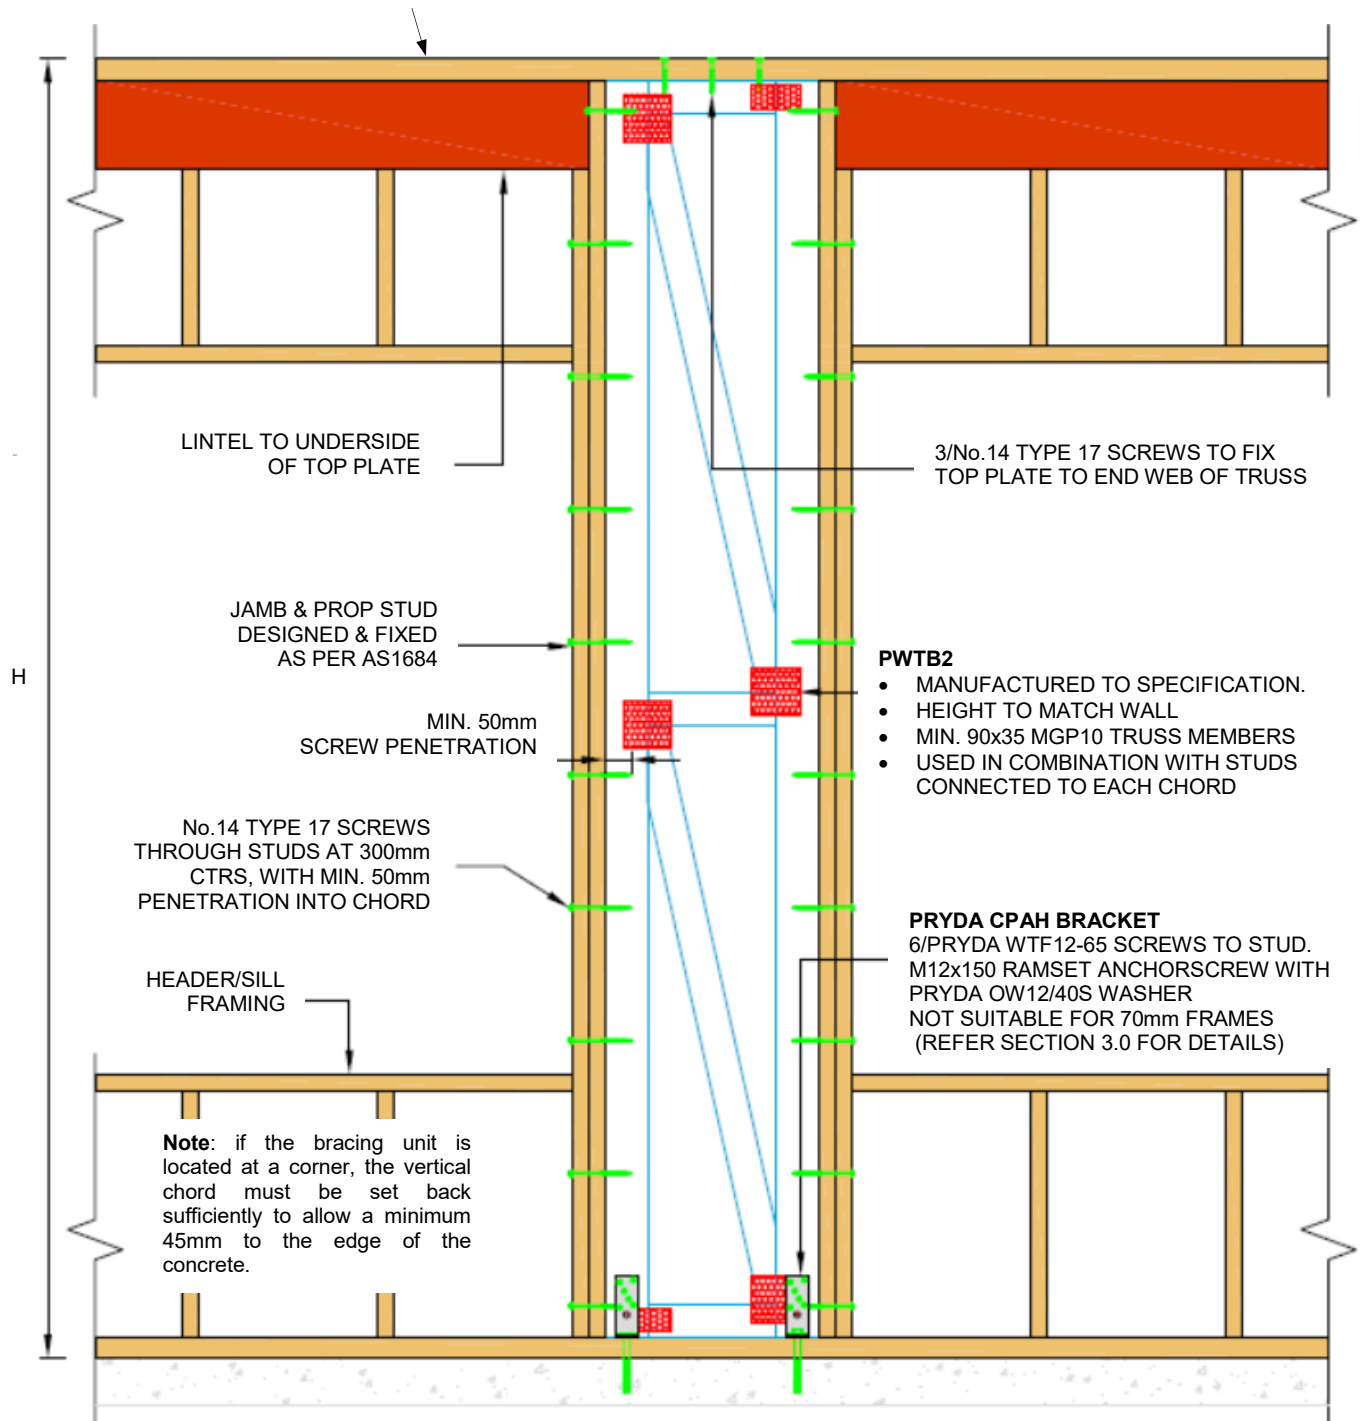 LINTEL TO UNDERSIDE
OF TOP PLATE
3/No.14 TYPE 17 SCREWS TO FIX
TOP PLATE TO END WEB OF TRUSS
JAMB & PROP STUD
DESIGNED & FIXED
AS PER AS1684
H
PWTB2
• MANUFACTURED TO SPECIFICATION.
• HEIGHT TO MATCH WALL
• MIN. 90x35 MGP10 TRUSS MEMBERS
• USED IN COMBINATION WITH STUDS
CONNECTED TO EACH CHORD
MIN. 50mm
SCREW PENETRATION
No.14 TYPE 17 SCREWS
THROUGH STUDS AT 300mm
CTRS, WITH MIN. 50mm
PENETRATION INTO CHORD
PRYDA CPAH BRACKET
6/PRYDA WTF12-65 SCREWS TO STUD.
M12x150 RAMSET ANCHORSCREW WITH
PRYDA OW12/40S WASHER
NOT SUITABLE FOR 70mm FRAMES
(REFER SECTION 3.0 FOR DETAILS)
HEADER/SILL
FRAMING
Note: if the bracing unit is
located at a corner, the vertical
chord must be set back
sufficiently to allow a minimum
45mm to the edge of the
concrete.